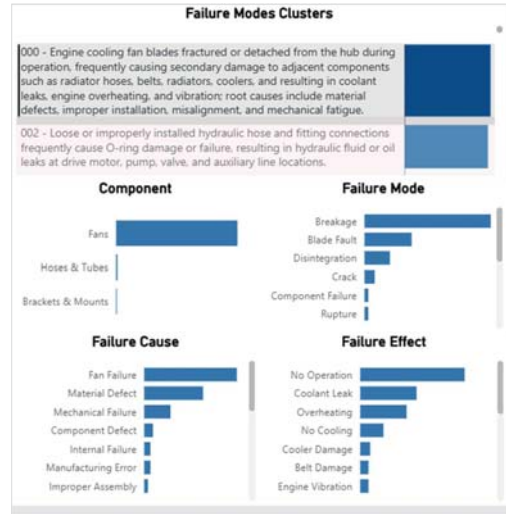 Failure Modes Clusters
000 - Engine cooling fan blades fractured or detached from the hub during
operation, frequently causing secondary damage to adjacent components
such as radiator hoses, belts, radiators, coolers, and resulting in coolant
leaks, engine overheating, and vibration; root causes include material
defects, improper installation, misalignment, and mechanical fatigue.
002 - Loose or improperly installed hydraulic hose and fitting connections
frequently cause O-ring damage or failure, resulting in hydraulic fluid or oil
leaks at drive motor, pump, valve, and auxiliary line locations.
Component
Fans
Hoses & Tubes
Brackets & Mounts
Failure Mode
Breakage
Blade Fault
Disintegration
Crack
Component Failure
Rupture
Failure Cause
Fan Failure
Material Defect
Mechanical Failure
Component Defect
Internal Failure
Manufacturing Error
Improper Assembly
Failure Effect
No Operation
Coolant Leak
Overheating
No Cooling
Cooler Damage
Belt Damage
Engine Vibration